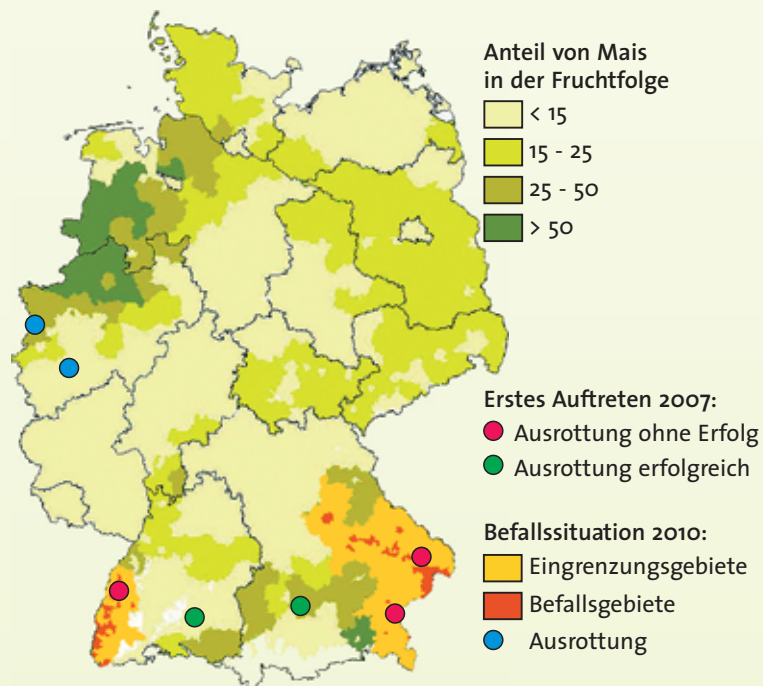 Anteil von Mais
in der Fruchtfolge
< 15
15 - 25
25 - 50
> 50
Erstes Auftreten 2007:
Ausrottung ohne Erfolg
Ausrottung erfolgreich
Befallssituation 2010:
Eingrenzungsgebiete
Befallsgebiete
Ausrottung